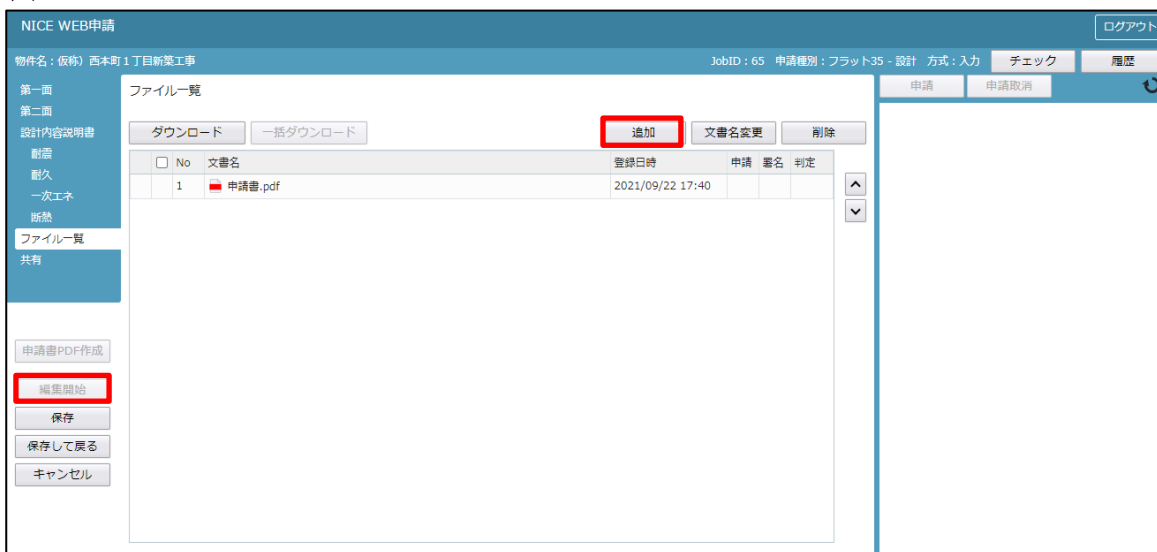 NICE WEB申請
ログアウト
物件名：仮称）西本町１丁目新築工事
JobID：65 申請種別：フラット35 - 設計 方式：入力
チェック
履歴
第一面
第二面
設計内容説明書
耐震
耐久
一次エネ
断熱
ファイル一覧
共有
ファイル一覧
申請
申請取消
ダウンロード
一括ダウンロード
追加
文書名変更
削除
No 文書名 登録日時 申請 署名 判定
1 申請書.pdf 2021/09/22 17:40
申請書PDF作成
編集開始
保存
保存して戻る
キャンセル